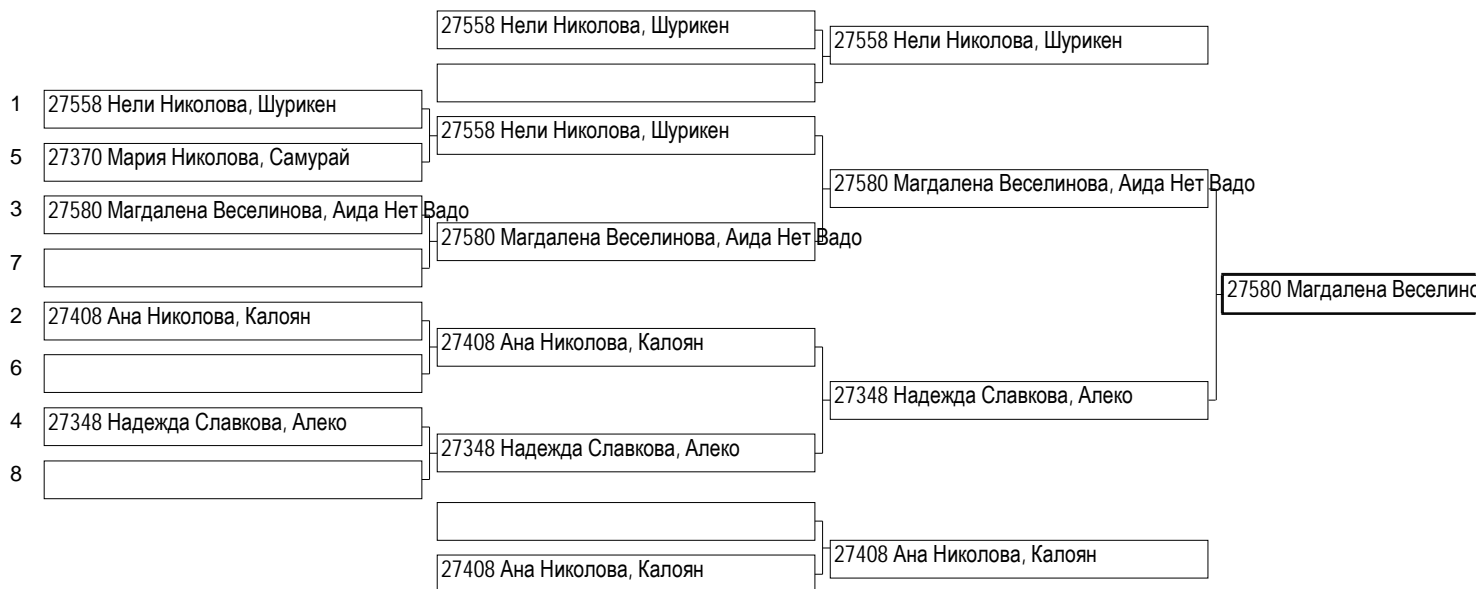 27558 Нели Николова, Шурикен
27558 Нели Николова, Шурикен
1 27558 Нели Николова, Шурикен
27558 Нели Николова, Шурикен
5 27370 Мария Николова, Самурай
27580 Магдалена Веселинова, Аида Нет Вадо
3 27580 Магдалена Веселинова, Аида Нет Вадо
27580 Магдалена Веселинова, Аида Нет Вадо
7
27580 Магдалена Веселино
2 27408 Ана Николова, Калоян
27408 Ана Николова, Калоян
6
27348 Надежда Славкова, Алеко
4 27348 Надежда Славкова, Алеко
27348 Надежда Славкова, Алеко
8
27408 Ана Николова, Калоян
27408 Ана Николова, Калоян